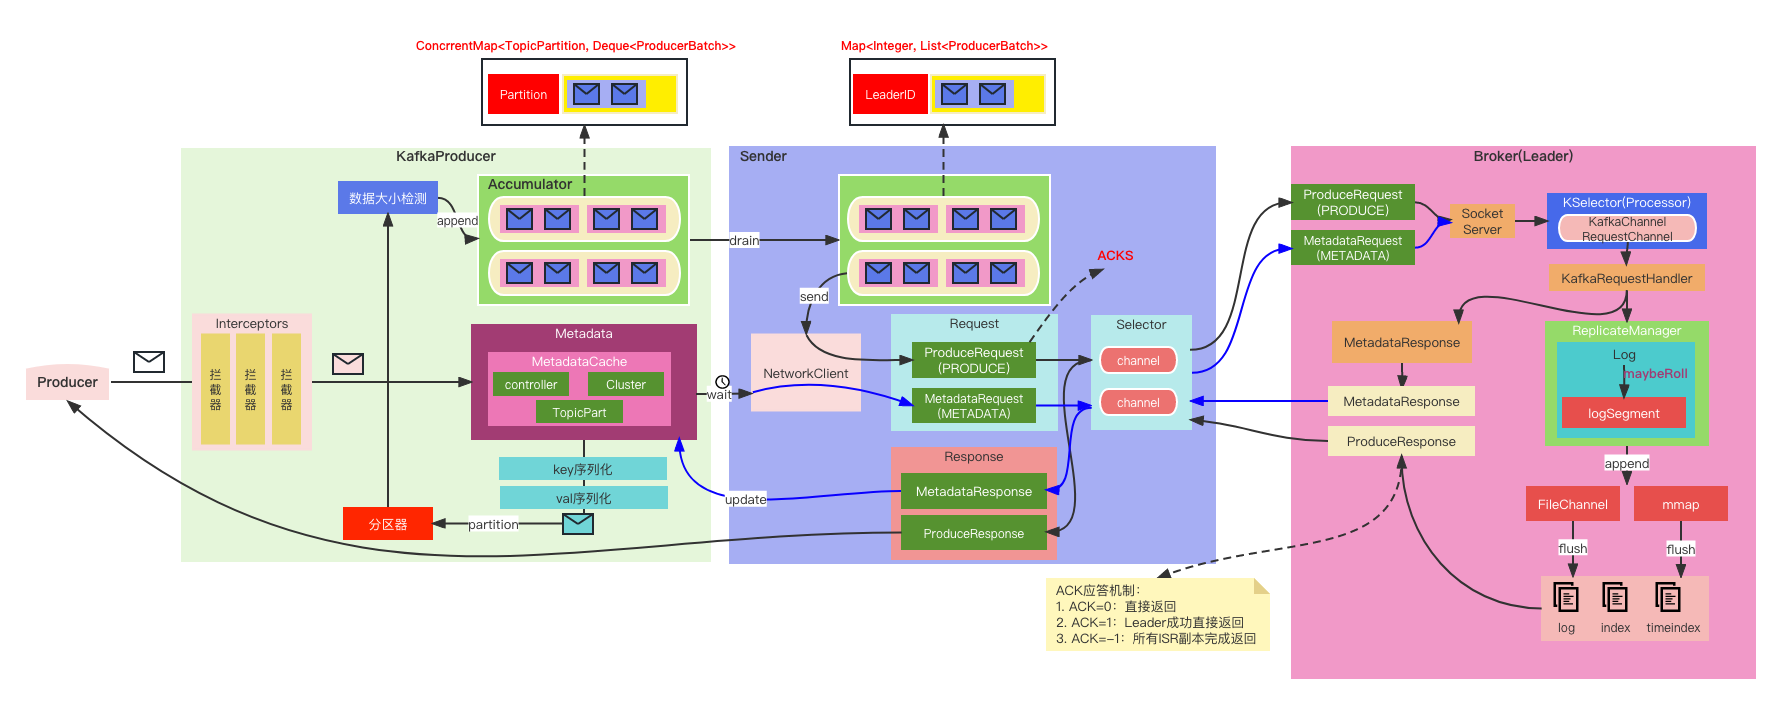 ConcrrentMap<TopicPartition, Deque<ProducerBatch>>
Map<Integer, List<ProducerBatch>>
Partition
LeaderID
KafkaProducer
Sender
Broker(Leader)
数据大小检测
append
Accumulator
drain
send
ACKS
ProduceRequest
(PRODUCE)
MetadataRequest
(METADATA)
Socket
Server
KSelector(Processor)
KafkaChannel
RequestChannel
KafkaRequestHandler
Producer
Interceptors
拦截器
拦截器
拦截器
Metadata
MetadataCache
controller
Cluster
TopicPart
key序列化
val序列化
partition
分区器
wait
NetworkClient
Request
ProduceRequest
(PRODUCE)
MetadataRequest
(METADATA)
Selector
channel
channel
Response
MetadataResponse
ProduceResponse
update
MetadataResponse
MetadataResponse
ProduceResponse
ReplicateManager
Log
maybeRoll
logSegment
append
FileChannel
mmap
flush
flush
log
index
timeindex
ACK应答机制：
1. ACK=0：直接返回
2. ACK=1：Leader成功直接返回
3. ACK=-1：所有ISR副本完成返回